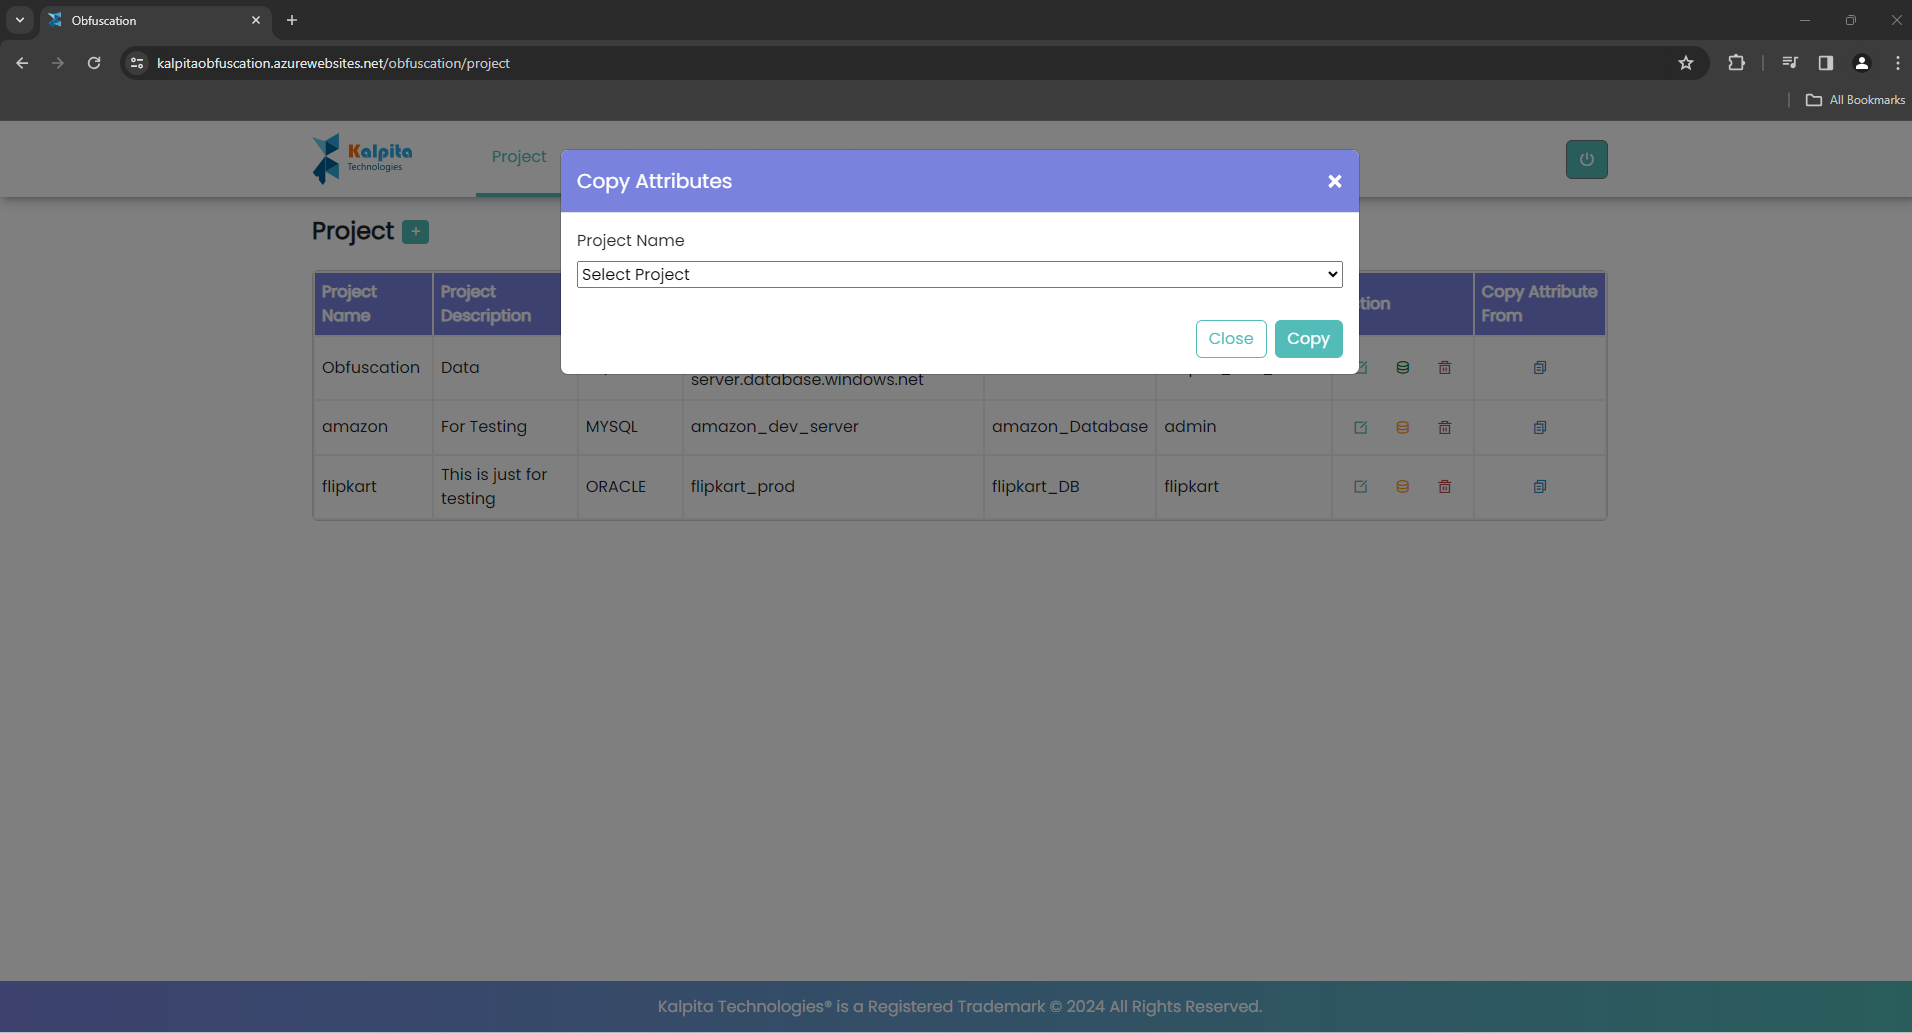 Obfuscation
kalpitaobfuscation.azurewebsites.net/obfuscation/project
All Bookmarks
Kalpita
Technologies
Project
Copy Attributes
Project Name
Select Project
Close Copy
Project
Project Name
Project Description
tion
Copy Attribute From
Obfuscation Data server.database.windows.net
amazon For Testing MYSQL amazon_dev_server amazon_Database admin
flipkart This is just for testing ORACLE flipkart_prod flipkart_DB flipkart
Kalpita Technologies® is a Registered Trademark © 2024 All Rights Reserved.